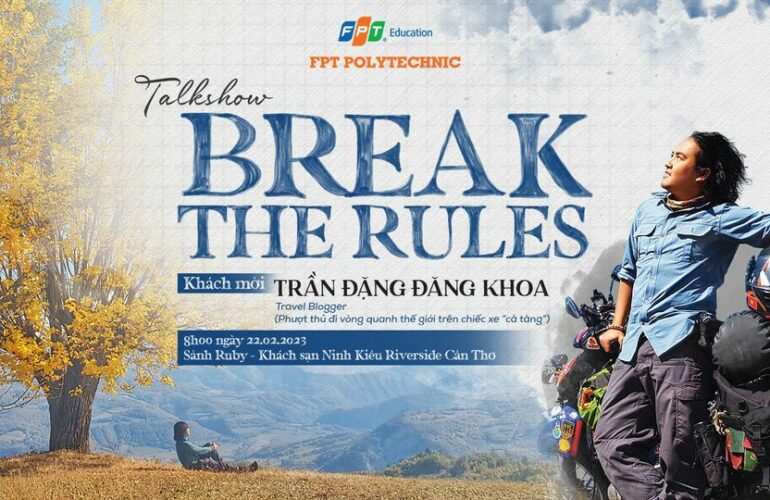 FPT Education
FPT POLYTECHNIC
Talkshow
BREAK
THE RULES
Khách mời TRẦN ĐẶNG ĐĂNG KHOA
Travel Blogger
(Phượt thủ đi vòng quanh thế giới trên chiếc xe "cà tàng")
8h00 ngày 22.02.2023
Sảnh Ruby - Khách sạn Ninh Kiều Riverside Cần Thơ